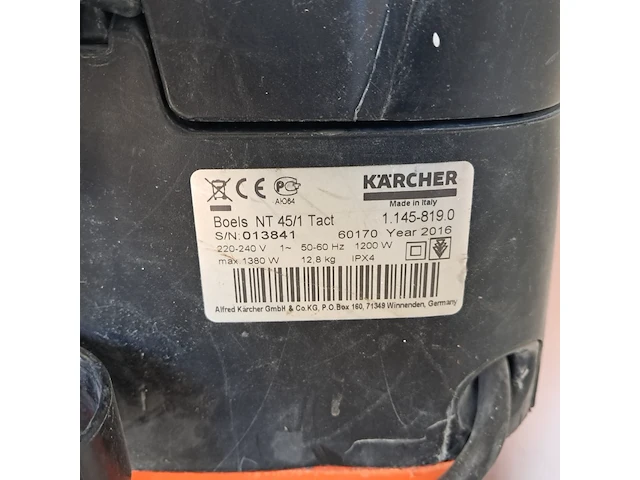 KÄRCHER
Made in Italy
АЮ64
Boels NT 45/1 Tact 1.145-819.0
S/N: 013841 60170 Year 2016
220-240 V 1~ 50-60 Hz 1200 W
max 1380 W 12,8 kg IPX4
Alfred Kärcher GmbH & Co.KG, P.O.Box 160, 71349 Winnenden, Germany